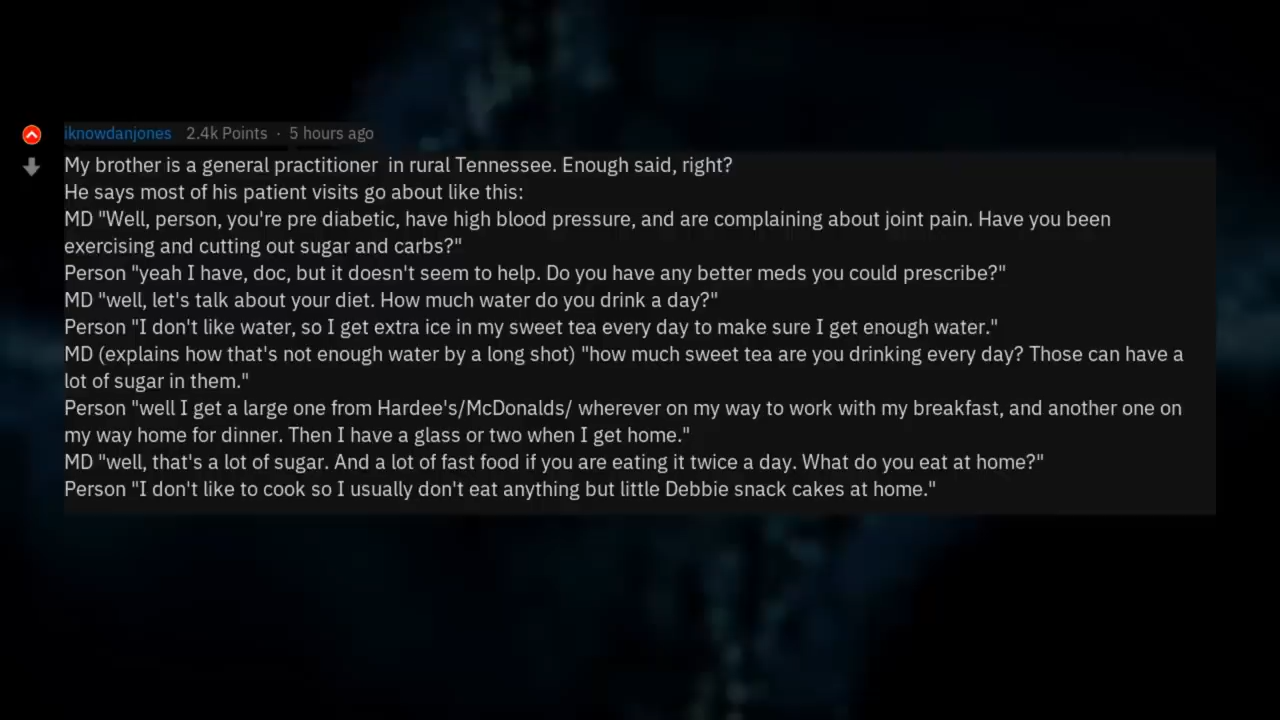 iknowdanjones 2.4k Points · 5 hours ago
My brother is a general practitioner in rural Tennessee. Enough said, right?
He says most of his patient visits go about like this:
MD "Well, person, you're pre diabetic, have high blood pressure, and are complaining about joint pain. Have you been
exercising and cutting out sugar and carbs?"
Person "yeah I have, doc, but it doesn't seem to help. Do you have any better meds you could prescribe?"
MD "well, let's talk about your diet. How much water do you drink a day?"
Person "I don't like water, so I get extra ice in my sweet tea every day to make sure I get enough water."
MD (explains how that's not enough water by a long shot) "how much sweet tea are you drinking every day? Those can have a
lot of sugar in them."
Person "well I get a large one from Hardee's/McDonalds/ wherever on my way to work with my breakfast, and another one on
my way home for dinner. Then I have a glass or two when I get home."
MD "well, that's a lot of sugar. And a lot of fast food if you are eating it twice a day. What do you eat at home?"
Person "I don't like to cook so I usually don't eat anything but little Debbie snack cakes at home."